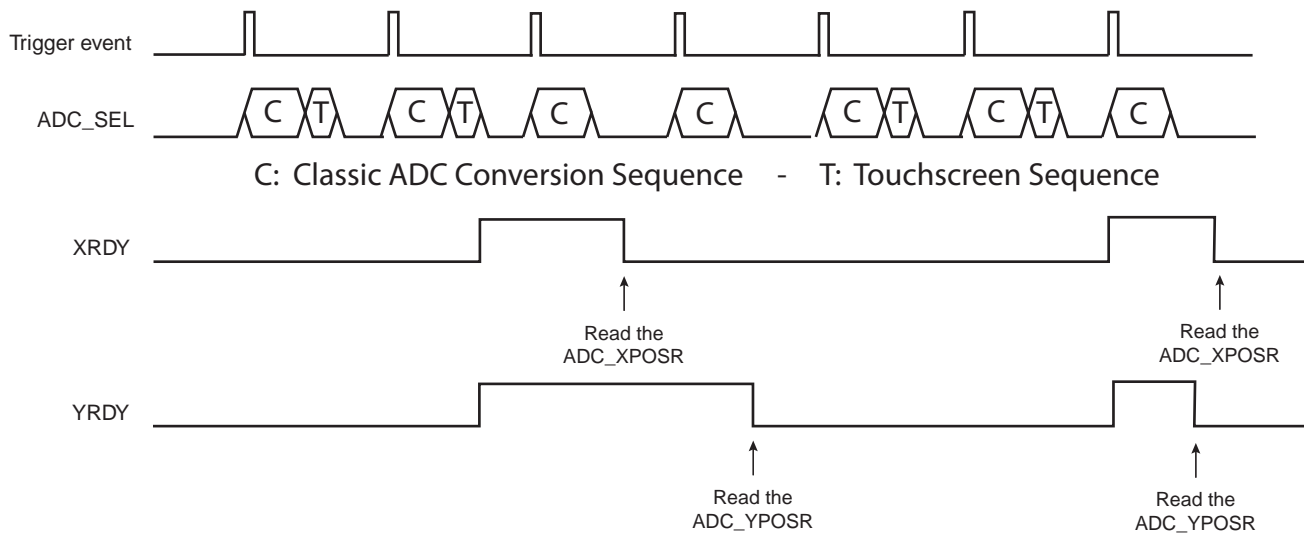 Trigger event
ADC_SEL
C T C T C C C T C T C
C: Classic ADC Conversion Sequence - T: Touchscreen Sequence
XRDY
Read the
ADC_XPOSR
Read the
ADC_XPOSR
YRDY
Read the
ADC_YPOSR
Read the
ADC_YPOSR